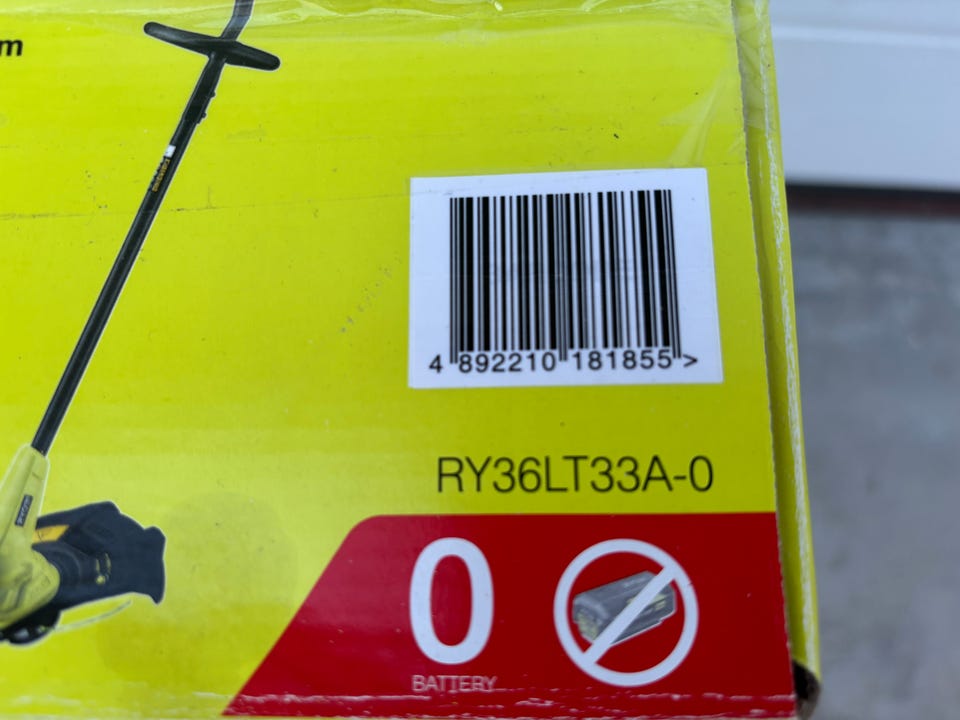 m
4 892210 181855 >
RY36LT33A-0
0
BATTERY